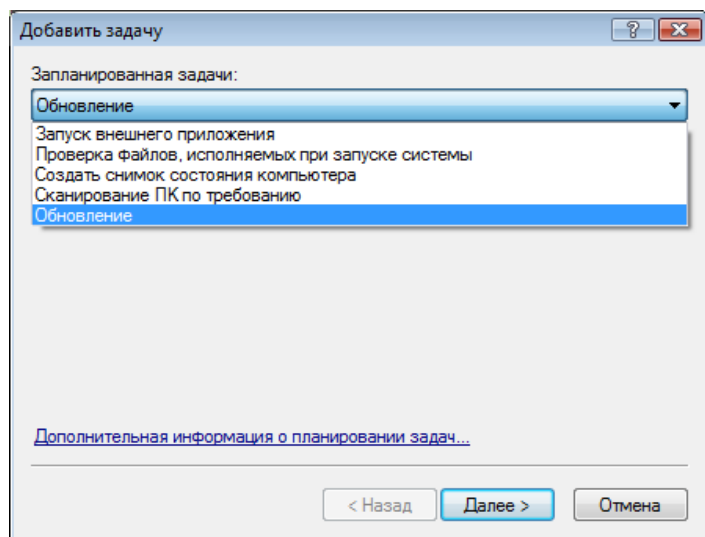 Добавить задачу
Запланированная задачи:
Обновление
Запуск внешнего приложения
Проверка файлов, исполняемых при запуске системы
Создать снимок состояния компьютера
Сканирование ПК по требованию
Обновление
Дополнительная информация о планировании задач...
< Назад Далее > Отмена